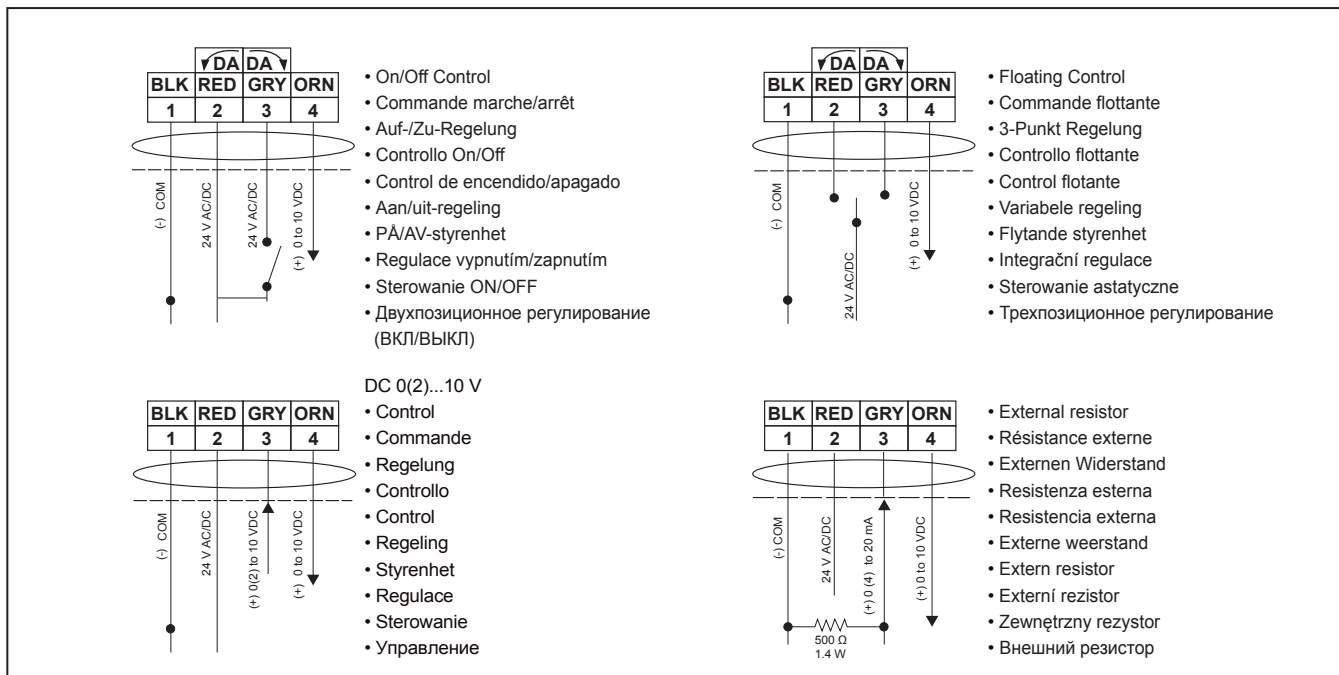 DA DA
BLK RED GRY ORN
1 2 3 4
(-) COM
24 V AC/DC
24 V AC/DC
(+) 0 to 10 VDC
• On/Off Control
• Commande marche/arrêt
• Auf-/Zu-Regelung
• Controllo On/Off
• Control de encendido/apagado
• Aan/uit-regeling
• PÅ/AV-styrenhet
• Regulace vypnutím/zapnutím
• Sterowanie ON/OFF
• Двухпозиционное регулирование
(ВКЛ/ВЫКЛ)
DA DA
BLK RED GRY ORN
1 2 3 4
(-) COM
24 V AC/DC
(+) 0 to 10 VDC
• Floating Control
• Commande flottante
• 3-Punkt Regelung
• Controllo flottante
• Control flotante
• Variabele regeling
• Flytande styrenhet
• Integrační regulace
• Sterowanie astatyczne
• Трехпозиционное регулирование
BLK RED GRY ORN
1 2 3 4
(-) COM
24 V AC/DC
(+) 0(2) to 10 VDC
(+) 0 to 10 VDC
DC 0(2)...10 V
• Control
• Commande
• Regelung
• Controllo
• Control
• Regeling
• Styrenhet
• Regulace
• Sterowanie
• Управление
BLK RED GRY ORN
1 2 3 4
(-) COM
24 V AC/DC
(+) 0 (4) to 20 mA
(+) 0 to 10 VDC
500 Ω
1.4 W
• External resistor
• Résistance externe
• Externen Widerstand
• Resistenza esterna
• Resistencia externa
• Externe weerstand
• Extern resistor
• Externí rezistor
• Zewnętrzny rezystor
• Внешний резистор